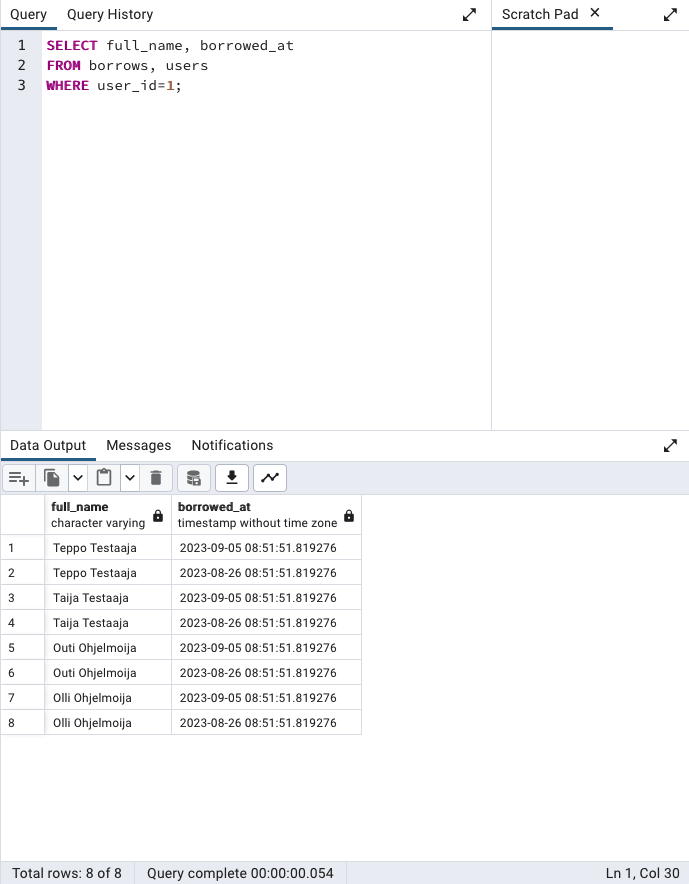 Query Query History Scratch Pad ×
1 SELECT full_name, borrowed_at
2 FROM borrows, users
3 WHERE user_id=1;
Data Output Messages Notifications
full_name borrowed_at
character varying timestamp without time zone
1 Teppo Testaaja 2023-09-05 08:51:51.819276
2 Teppo Testaaja 2023-08-26 08:51:51.819276
3 Taija Testaaja 2023-09-05 08:51:51.819276
4 Taija Testaaja 2023-08-26 08:51:51.819276
5 Outi Ohjelmoija 2023-09-05 08:51:51.819276
6 Outi Ohjelmoija 2023-08-26 08:51:51.819276
7 Olli Ohjelmoija 2023-09-05 08:51:51.819276
8 Olli Ohjelmoija 2023-08-26 08:51:51.819276
Total rows: 8 of 8 Query complete 00:00:00.054 Ln 1, Col 30